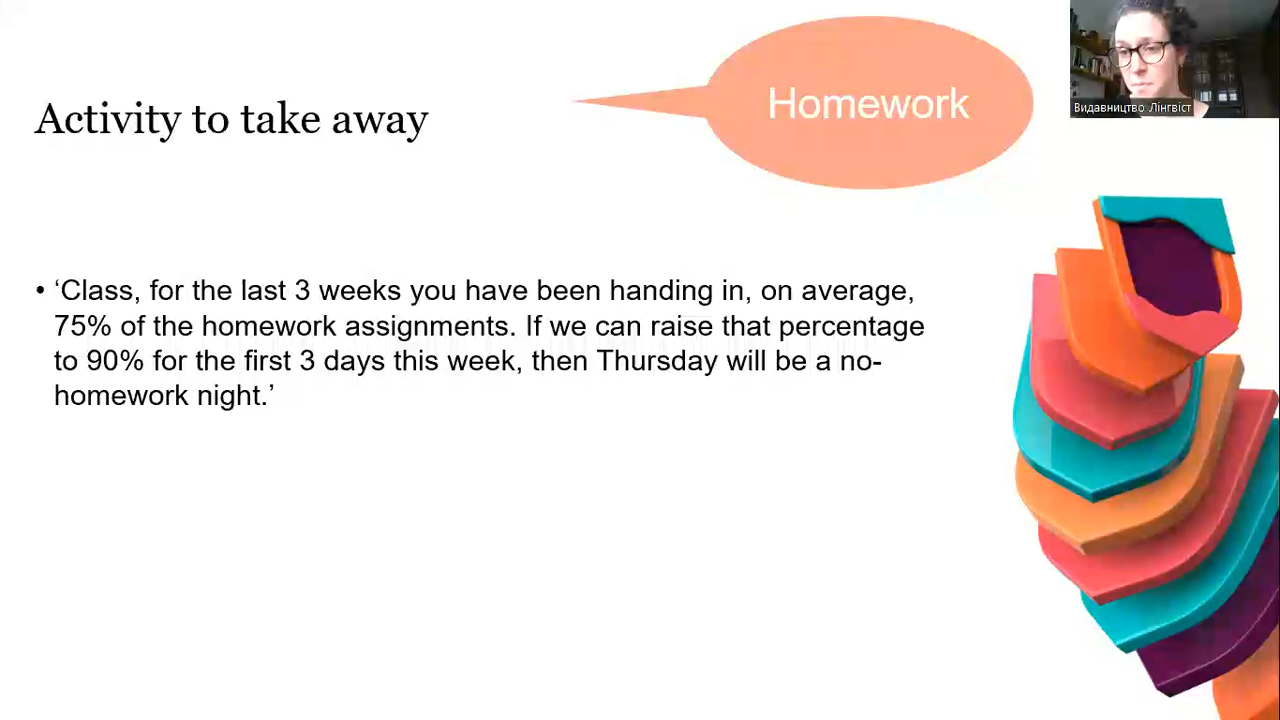 Homework
Видавництво Лінгвіст
Activity to take away
• ‘Class, for the last 3 weeks you have been handing in, on average,
75% of the homework assignments. If we can raise that percentage
to 90% for the first 3 days this week, then Thursday will be a no-
homework night.’